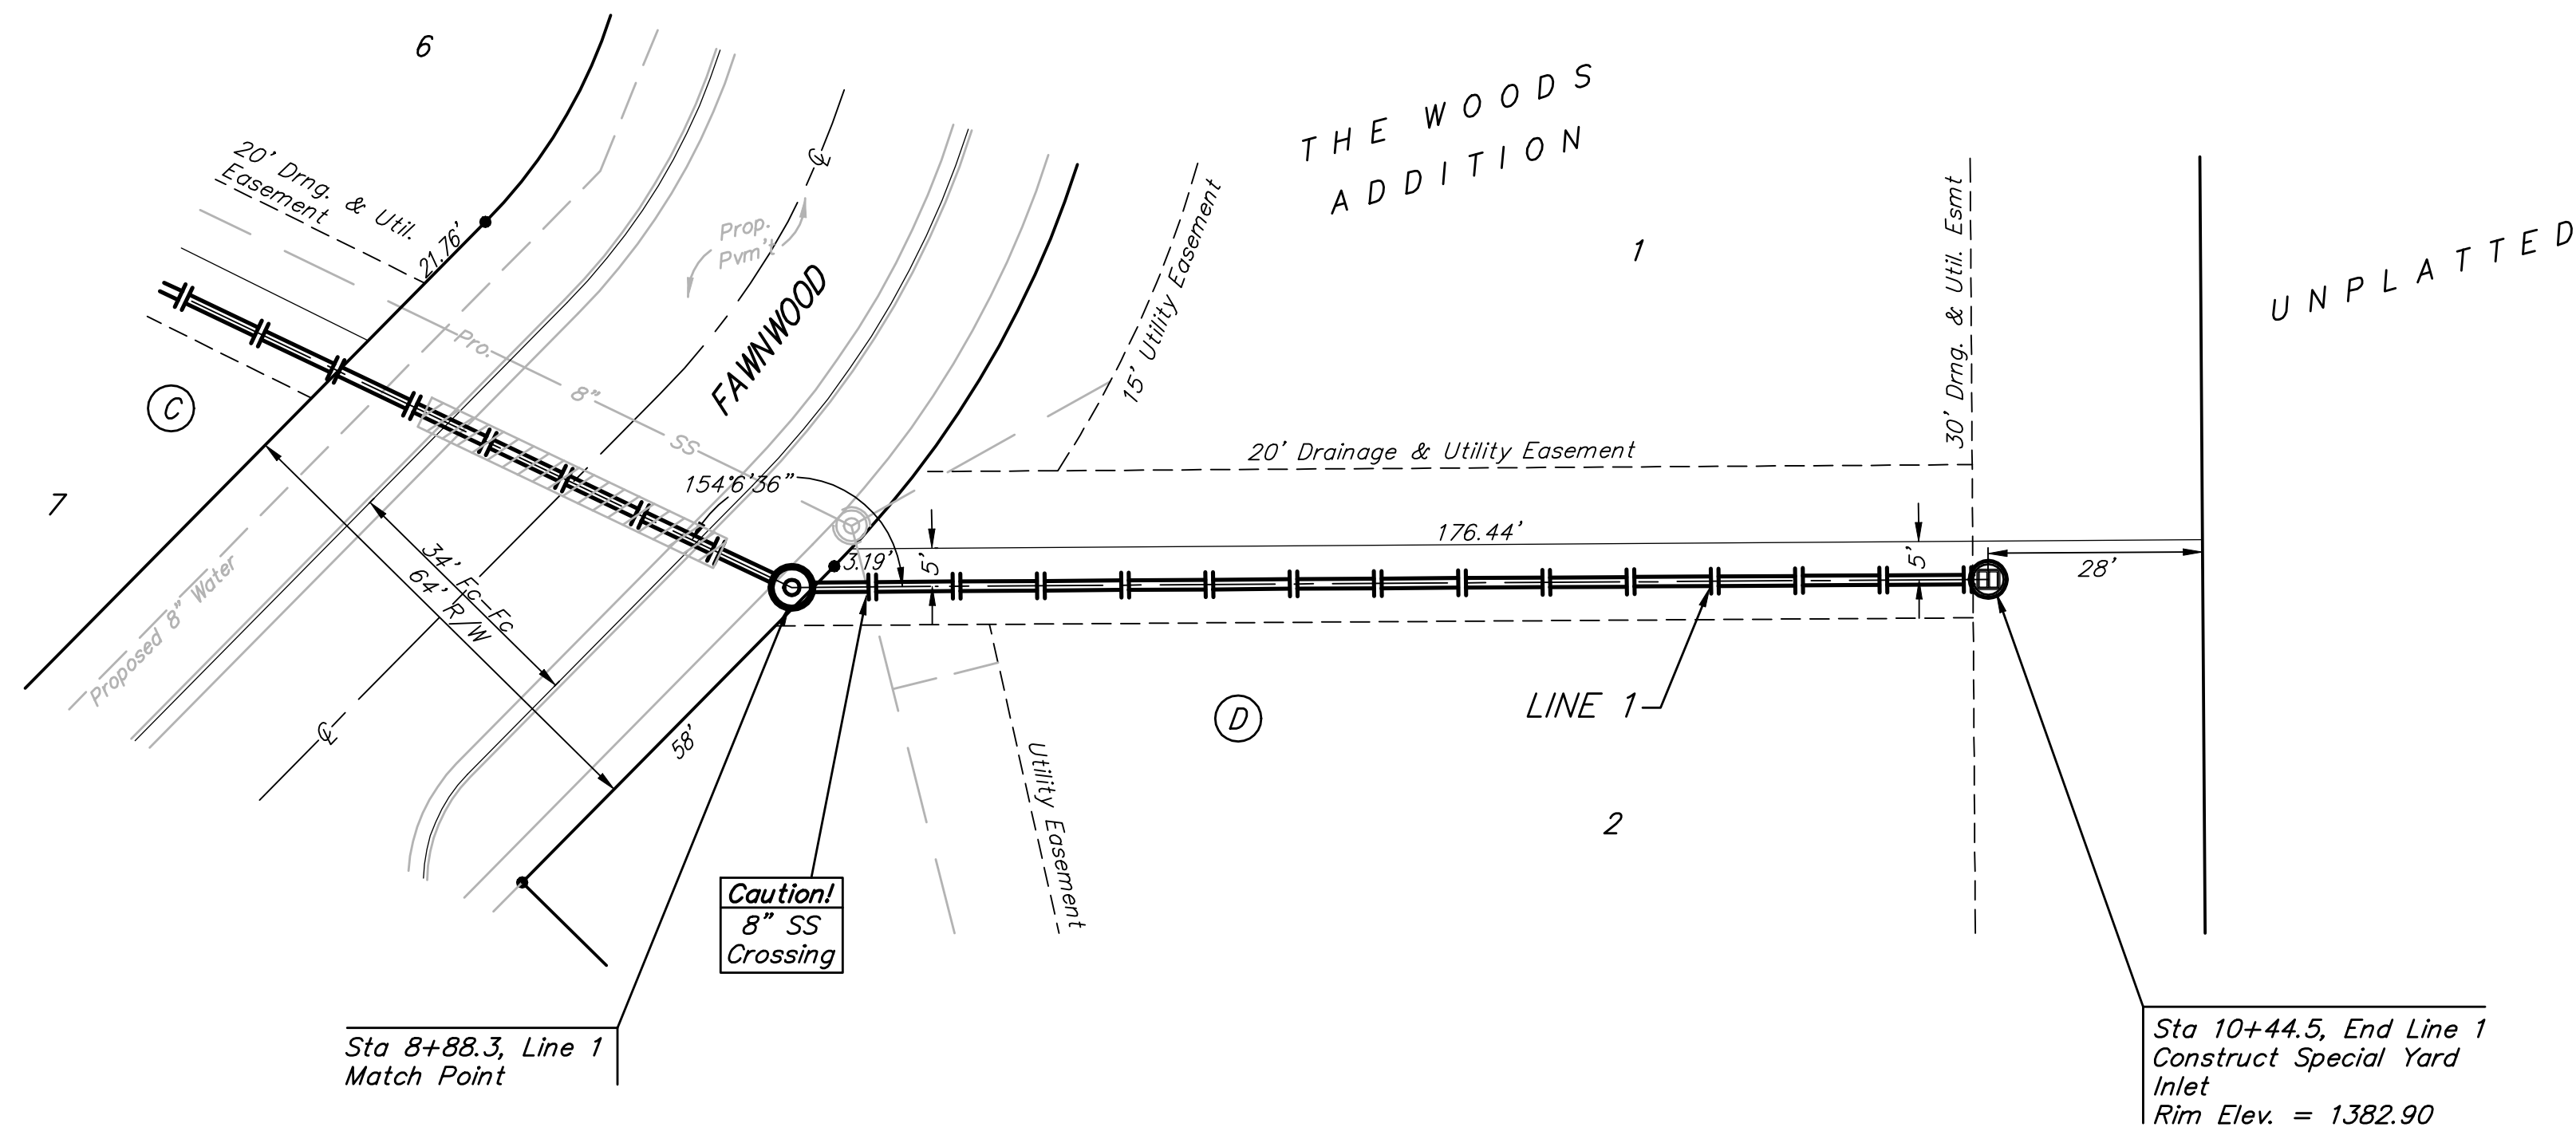 6
THE WOODS
ADDITION
20' Drng. & Util.
Easement
21.76'
℄
Prop.
Pvm't
FAWNWOOD
15' Utility Easement
1
30' Drng. & Util. Esmt
UNPLATTED
Pro.
8"
SS
C
7
154°6'36"
20' Drainage & Utility Easement
176.44'
3.19'
5'
5'
28'
34' Fc-Fc
64' R/W
Proposed 8" Water
℄
58'
LINE 1
D
Utility Easement
2
Caution!
8" SS
Crossing
Sta 8+88.3, Line 1
Match Point
Sta 10+44.5, End Line 1
Construct Special Yard
Inlet
Rim Elev. = 1382.90